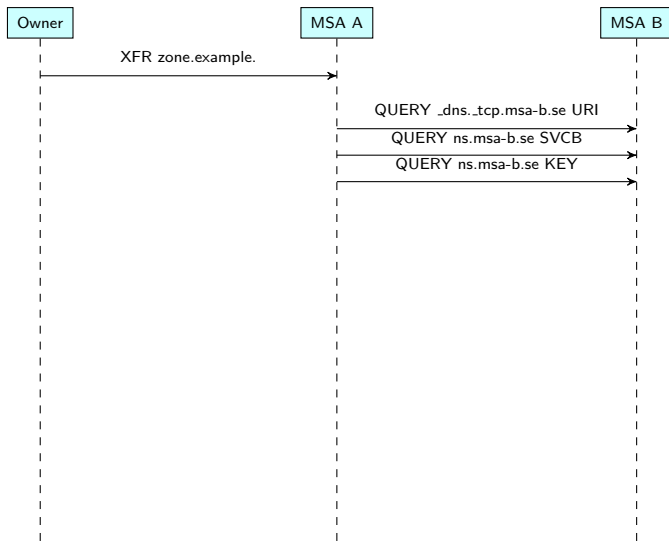 Owner
MSA A
MSA B
XFR zone.example.
QUERY _dns._tcp.msa-b.se URI
QUERY ns.msa-b.se SVCB
QUERY ns.msa-b.se KEY